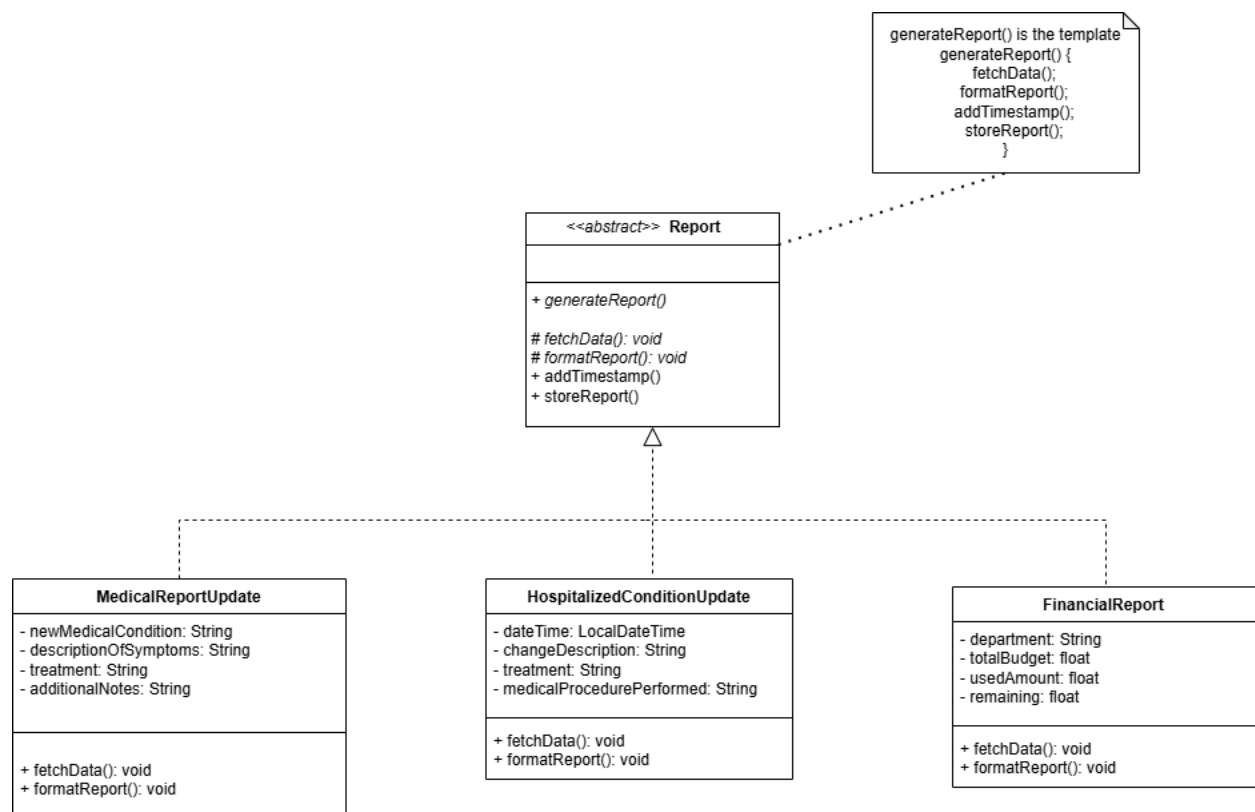 generateReport() is the template
generateReport() {
fetchData();
formatReport();
addTimestamp();
storeReport();
}
<<abstract>> Report
+ generateReport()
# fetchData(): void
# formatReport(): void
+ addTimestamp()
+ storeReport()
MedicalReportUpdate
- newMedicalCondition: String
- descriptionOfSymptoms: String
- treatment: String
- additionalNotes: String
+ fetchData(): void
+ formatReport(): void
HospitalizedConditionUpdate
- dateTime: LocalDateTime
- changeDescription: String
- treatment: String
- medicalProcedurePerformed: String
+ fetchData(): void
+ formatReport(): void
FinancialReport
- department: String
- totalBudget: float
- usedAmount: float
- remaining: float
+ fetchData(): void
+ formatReport(): void